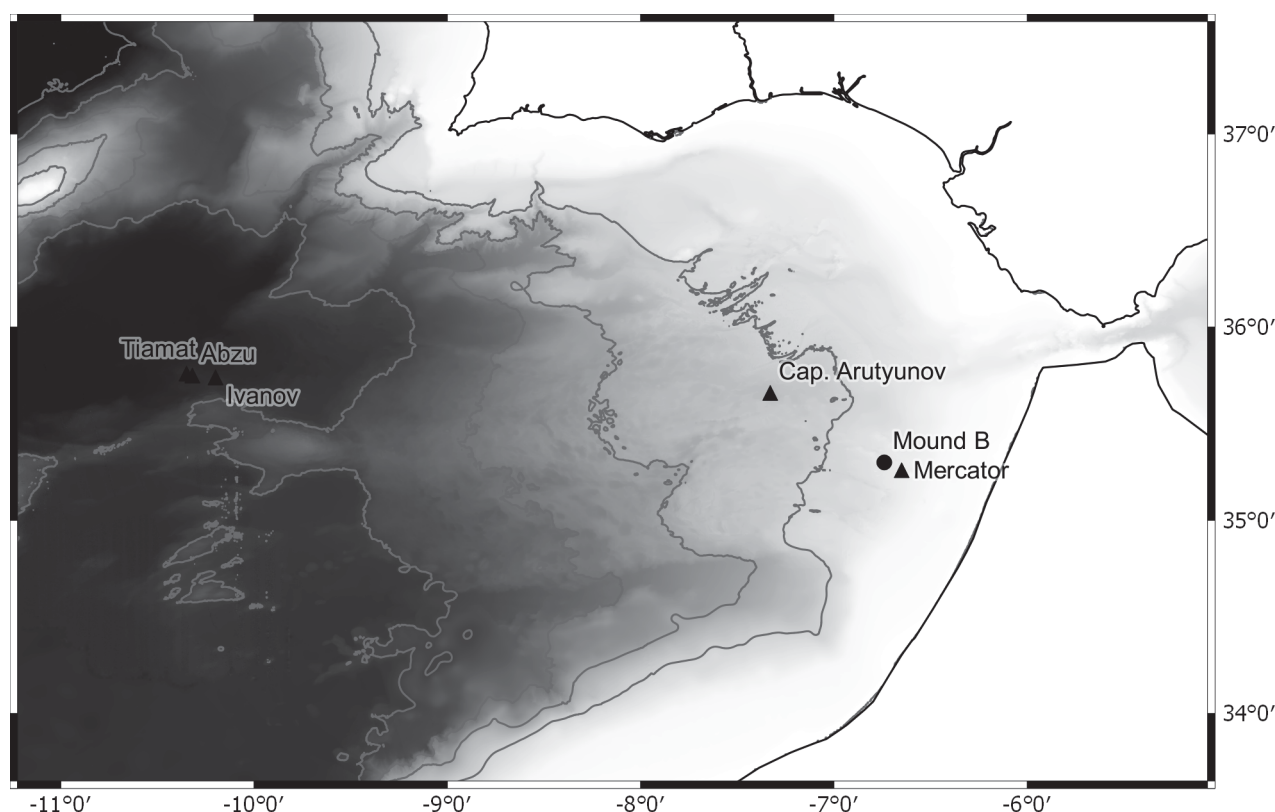 37°0′
36°0′
Tiamat
Abzu
Ivanov
Cap. Arutyunov
Mound B
Mercator
35°0′
34°0′
-11°0′
-10°0′
-9°0′
-8°0′
-7°0′
-6°0′